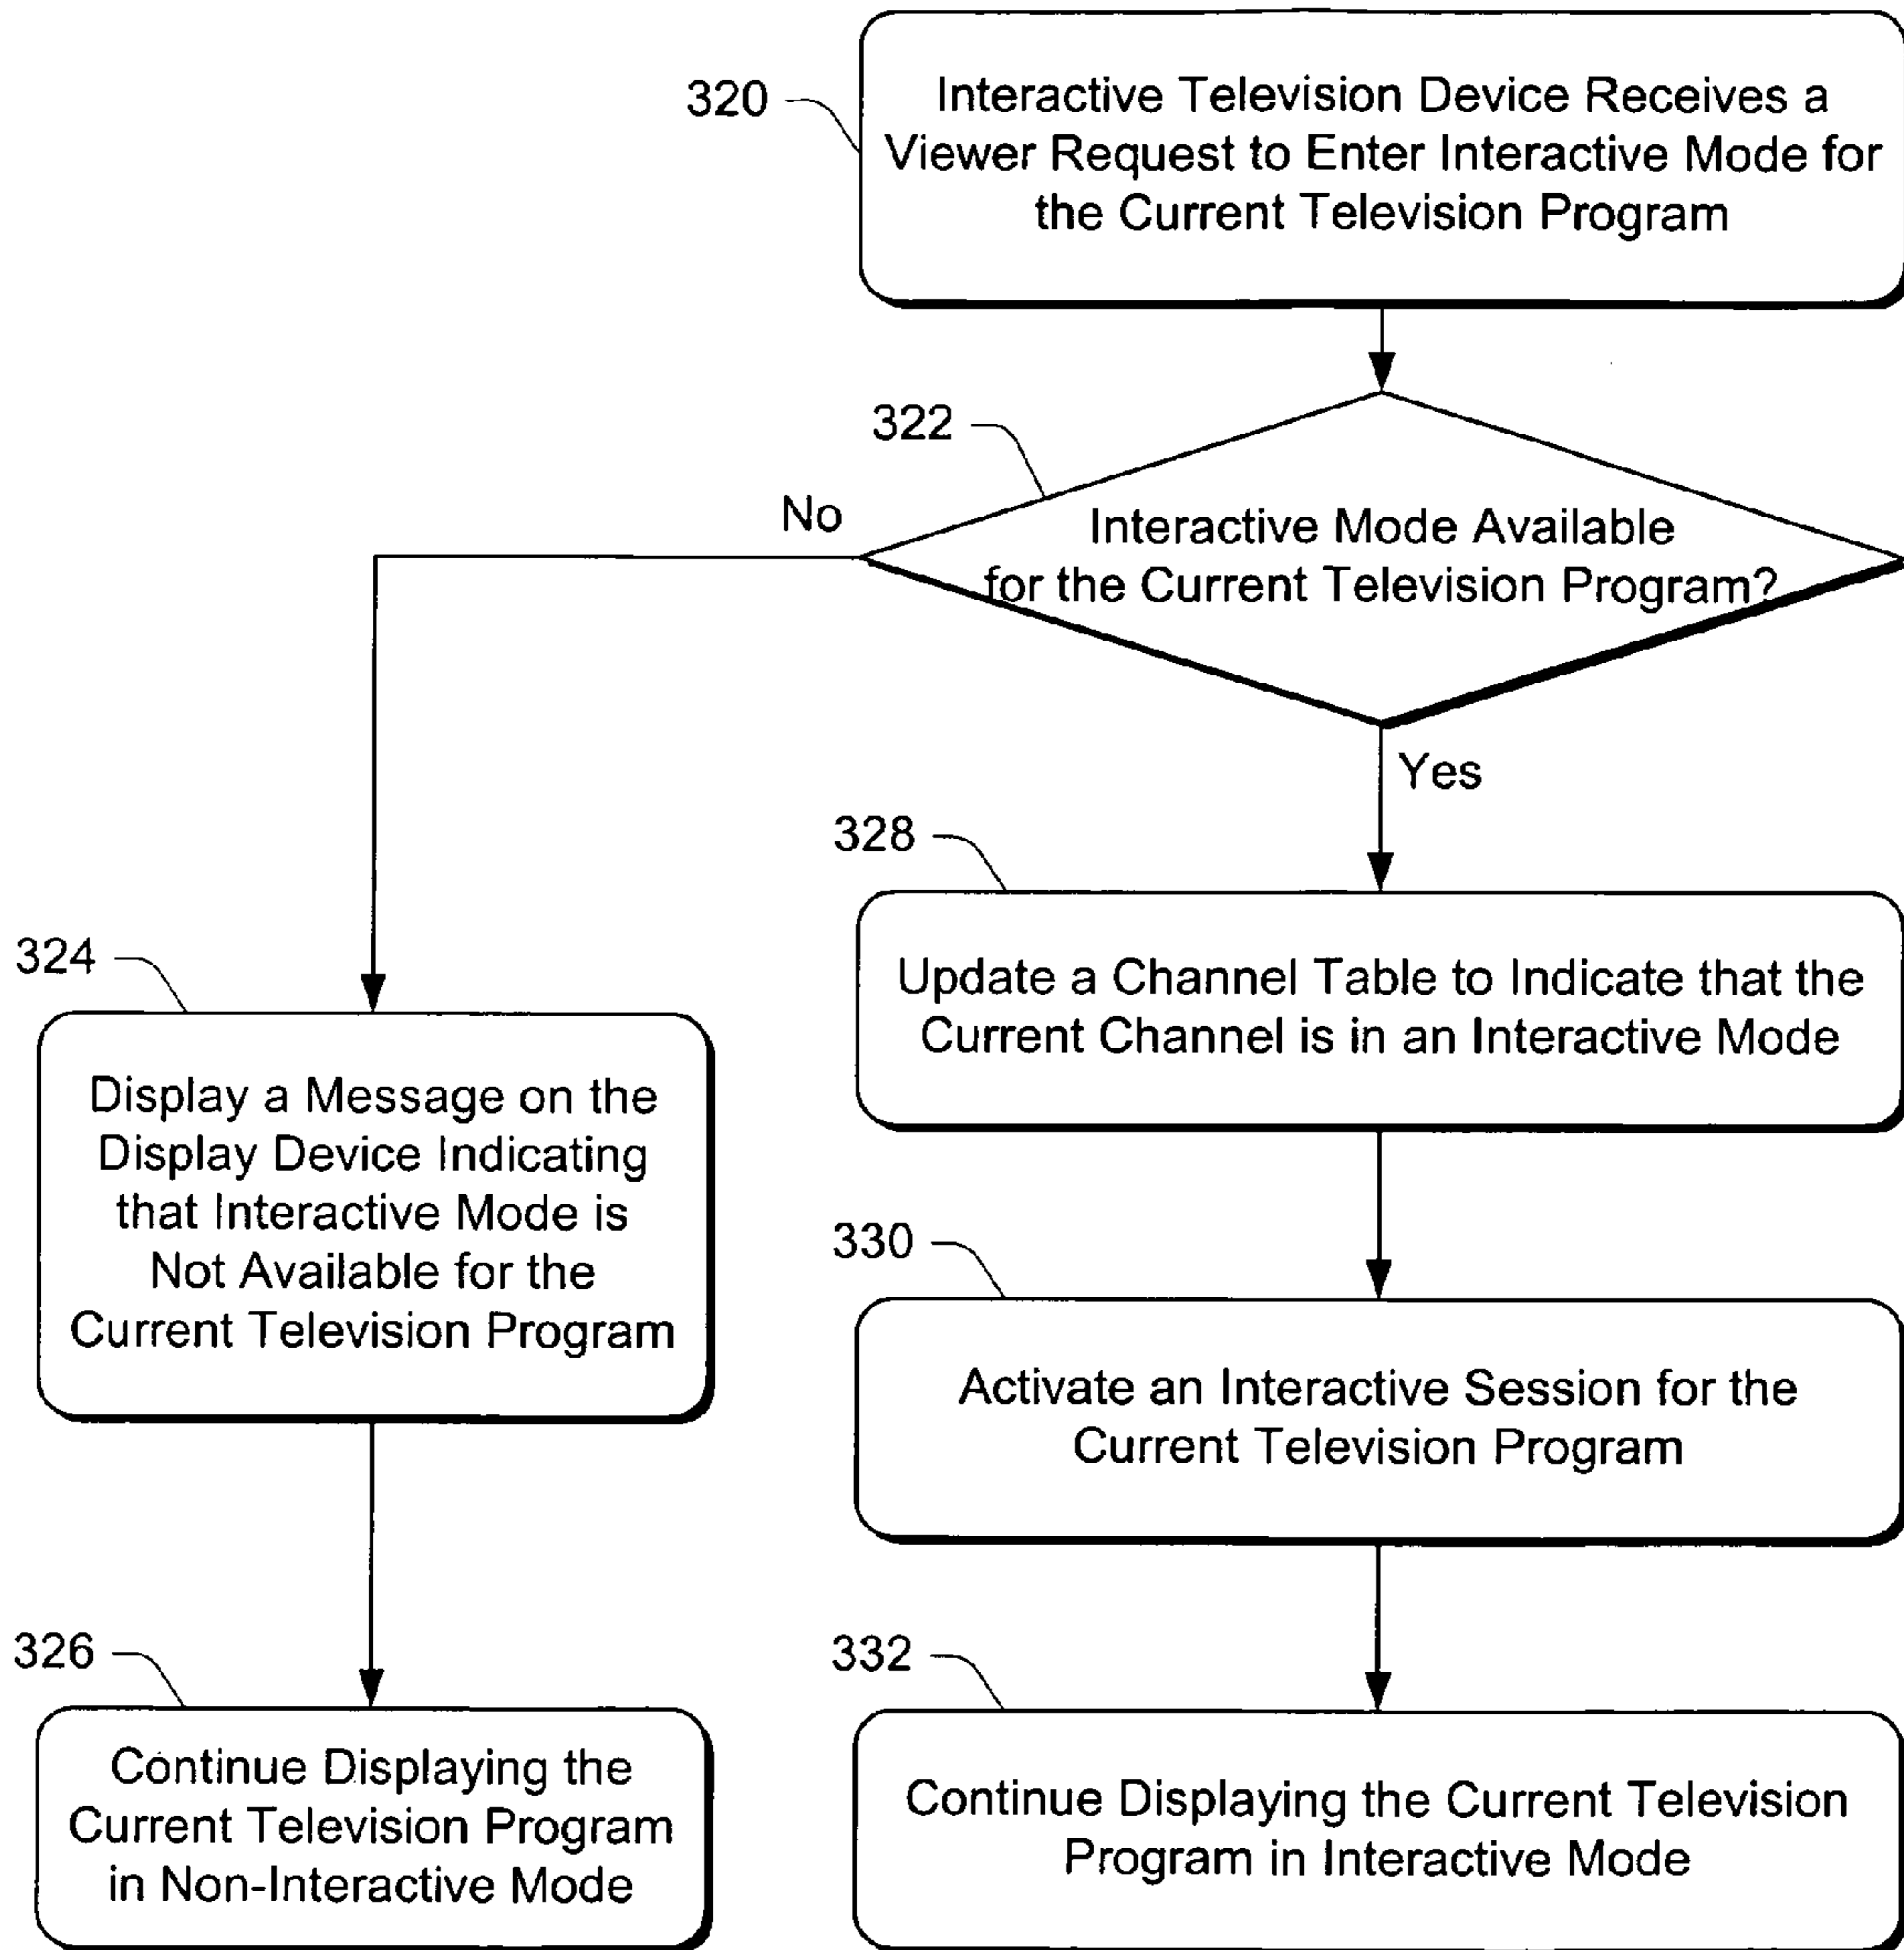 320
Interactive Television Device Receives a
Viewer Request to Enter Interactive Mode for
the Current Television Program
322
No
Interactive Mode Available
for the Current Television Program?
Yes
328
Update a Channel Table to Indicate that the
Current Channel is in an Interactive Mode
324
Display a Message on the
Display Device Indicating
that Interactive Mode is
Not Available for the
Current Television Program
330
Activate an Interactive Session for the
Current Television Program
326
Continue Displaying the
Current Television Program
in Non-Interactive Mode
332
Continue Displaying the Current Television
Program in Interactive Mode